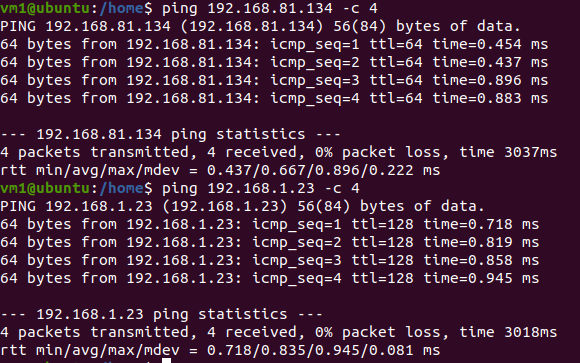 vm1@ubuntu:/home$ ping 192.168.81.134 -c 4
PING 192.168.81.134 (192.168.81.134) 56(84) bytes of data.
64 bytes from 192.168.81.134: icmp_seq=1 ttl=64 time=0.454 ms
64 bytes from 192.168.81.134: icmp_seq=2 ttl=64 time=0.437 ms
64 bytes from 192.168.81.134: icmp_seq=3 ttl=64 time=0.896 ms
64 bytes from 192.168.81.134: icmp_seq=4 ttl=64 time=0.883 ms
--- 192.168.81.134 ping statistics ---
4 packets transmitted, 4 received, 0% packet loss, time 3037ms
rtt min/avg/max/mdev = 0.437/0.667/0.896/0.222 ms
vm1@ubuntu:/home$ ping 192.168.1.23 -c 4
PING 192.168.1.23 (192.168.1.23) 56(84) bytes of data.
64 bytes from 192.168.1.23: icmp_seq=1 ttl=128 time=0.718 ms
64 bytes from 192.168.1.23: icmp_seq=2 ttl=128 time=0.819 ms
64 bytes from 192.168.1.23: icmp_seq=3 ttl=128 time=0.858 ms
64 bytes from 192.168.1.23: icmp_seq=4 ttl=128 time=0.945 ms
--- 192.168.1.23 ping statistics ---
4 packets transmitted, 4 received, 0% packet loss, time 3018ms
rtt min/avg/max/mdev = 0.718/0.835/0.945/0.081 ms